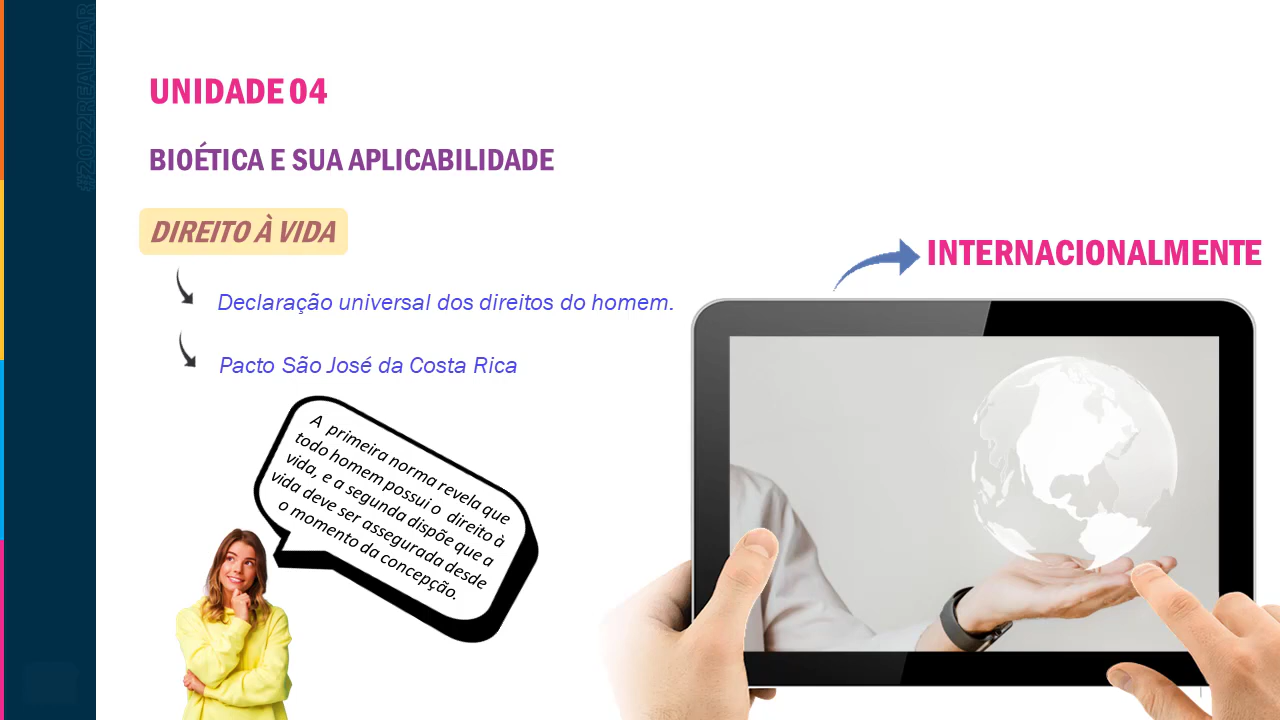 #2022REALIZAR
UNIDADE 04
BIOÉTICA E SUA APLICABILIDADE
DIREITO À VIDA
INTERNACIONALMENTE
Declaração universal dos direitos do homem.
Pacto São José da Costa Rica
A primeira norma revela que
todo homem possui o direito à
vida, e a segunda dispõe que a
vida deve ser assegurada desde
o momento da concepção.